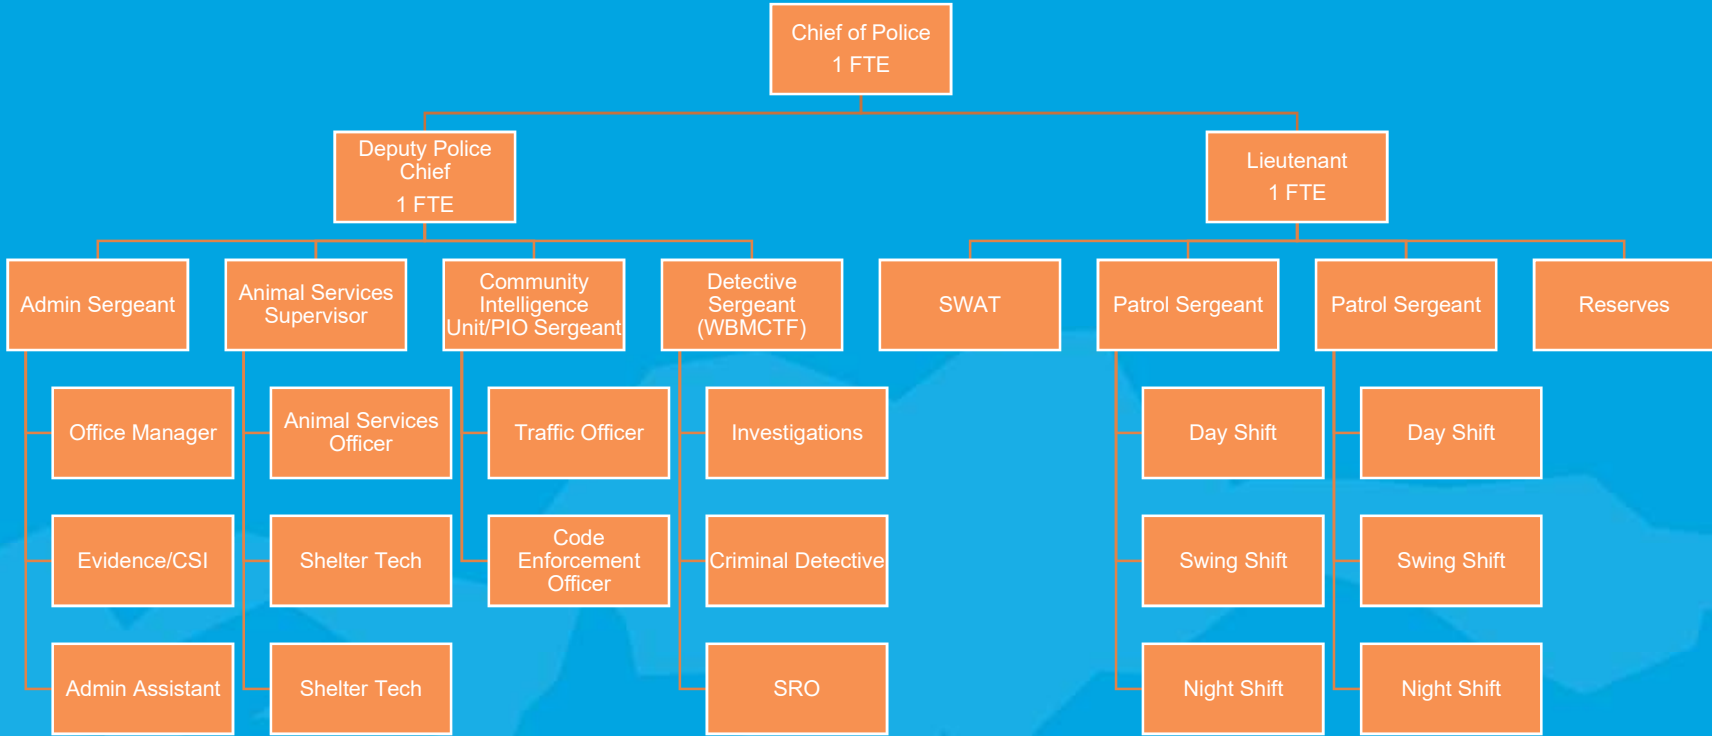 Chief of Police
1 FTE
Deputy Police
Chief
1 FTE
Lieutenant
1 FTE
Admin Sergeant
Animal Services
Supervisor
Community
Intelligence
Unit/PIO Sergeant
Detective
Sergeant
(WBMCTF)
SWAT
Patrol Sergeant
Patrol Sergeant
Reserves
Office Manager
Animal Services
Officer
Traffic Officer
Investigations
Day Shift
Day Shift
Evidence/CSI
Shelter Tech
Code
Enforcement
Officer
Criminal Detective
Swing Shift
Swing Shift
Admin Assistant
Shelter Tech
SRO
Night Shift
Night Shift